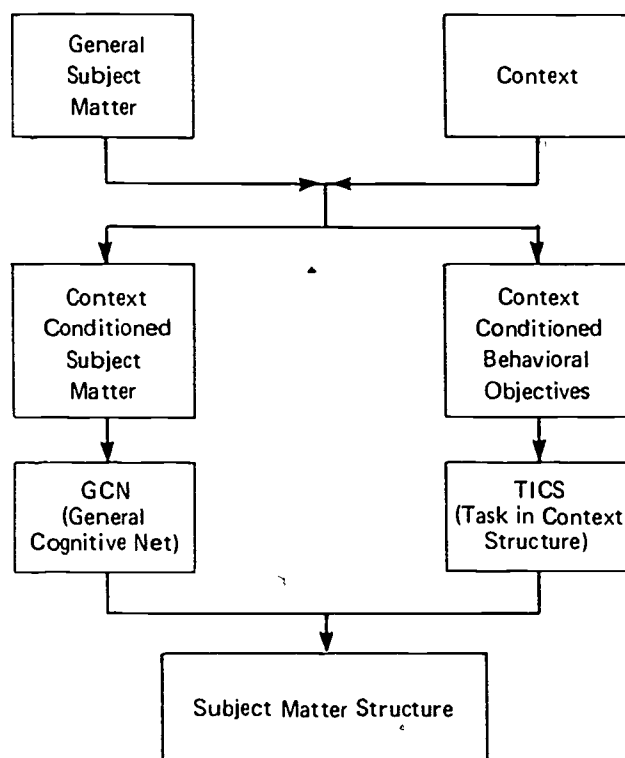 General
Subject
Matter
Context
Context
Conditioned
Subject
Matter
Context
Conditioned
Behavioral
Objectives
GCN
(General
Cognitive Net)
TICS
(Task in Context
Structure)
Subject Matter Structure